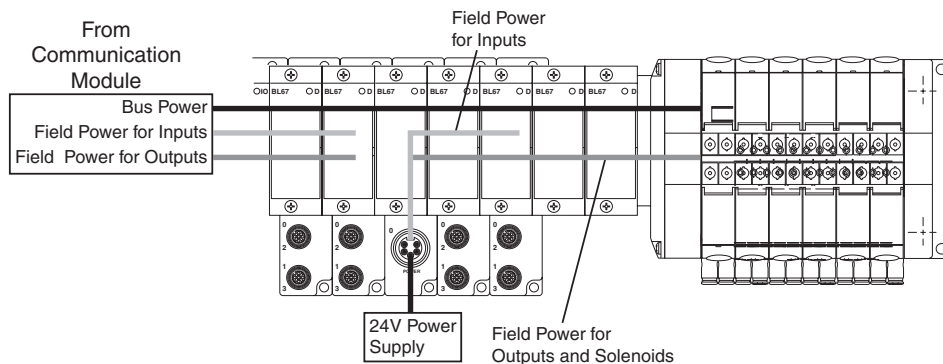 Field Power
for Inputs
From
Communication
Module
IO BL67 D BL67 D BL67 D BL67 D BL67 D BL67 D BL67 D
Bus Power
Field Power for Inputs
Field Power for Outputs
0 0 0 0 0
2 2 2 2
1 1 1 1
3 3 3 3
POWER
24V Power
Supply
Field Power for
Outputs and Solenoids